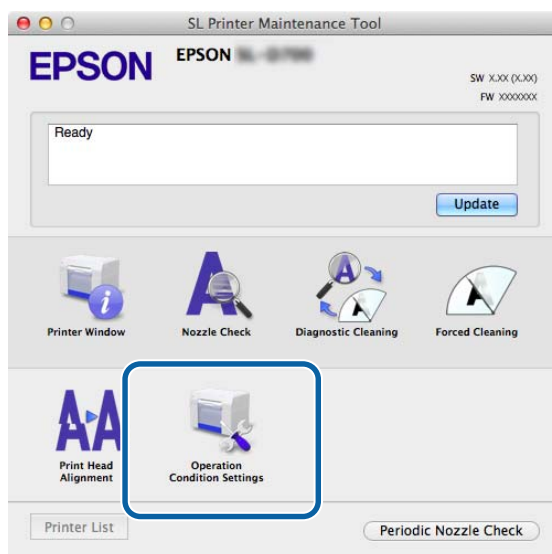 SL Printer Maintenance Tool
EPSON
EPSON
SW X.XX (X.XX)
FW XXXXXXX
Ready
Update
Printer Window
Nozzle Check
Diagnostic Cleaning
Forced Cleaning
Print Head
Alignment
Operation
Condition Settings
Printer List
Periodic Nozzle Check